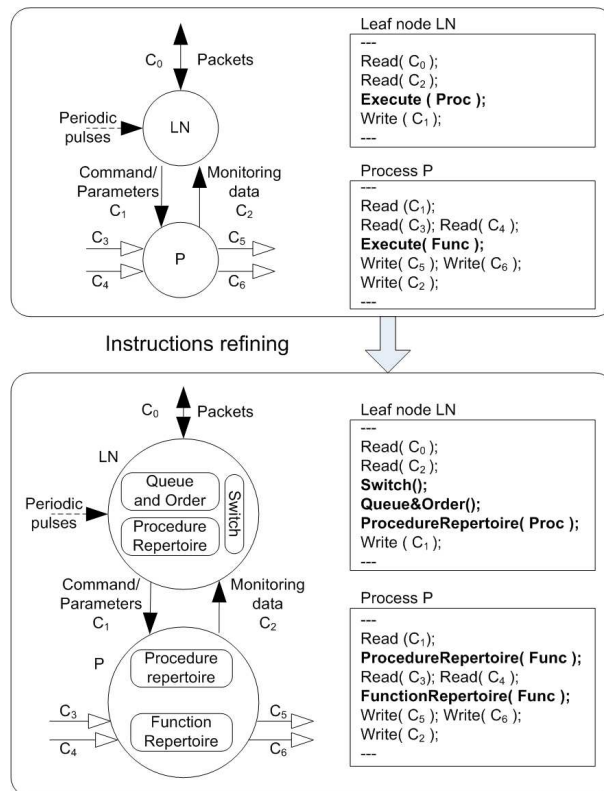 C0 Packets
Periodic
pulses
LN
Command/
Parameters
C1
Monitoring
data
C2
C3
C4
P
C5
C6
Leaf node LN
---
Read( C0 );
Read( C2 );
Execute ( Proc );
Write ( C1 );
---
Process P
---
Read (C1);
Read( C3); Read( C4 );
Execute( Func );
Write( C5 ); Write( C6 );
Write( C2 );
---
Instructions refining
C0 Packets
LN
Queue
and Order
Switch
Procedure
Repertoire
Periodic
pulses
Command/
Parameters
C1
Monitoring
data
C2
P
Procedure
repertoire
Function
Repertoire
C3
C4
C5
C6
Leaf node LN
---
Read( C0 );
Read( C2 );
Switch();
Queue&Order();
ProcedureRepertoire( Proc );
Write ( C1 );
---
Process P
---
Read (C1);
ProcedureRepertoire( Func );
Read( C3); Read( C4 );
FunctionRepertoire( Func );
Write( C5 ); Write( C6 );
Write( C2 );
---